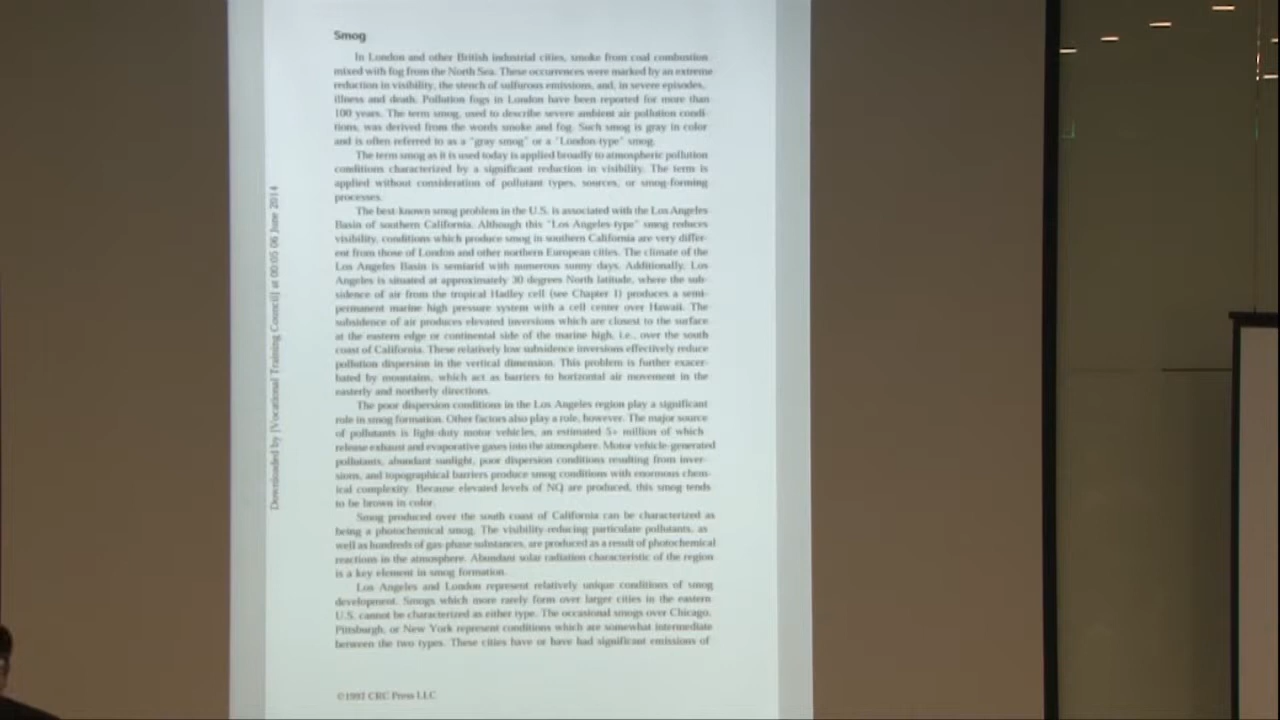 Smog
In London and other British industrial cities, smoke from coal combustion
mixed with fog from the North Sea. These occurrences were marked by an extreme
reduction in visibility, the stench of sulfurous emissions, and, in severe episodes,
illness and death. Pollution fogs in London have been reported for more than
100 years. The term smog, used to describe severe ambient air pollution condi-
tions, was derived from the words smoke and fog. Such smog is gray in color
and is often referred to as a "gray smog" or a "London-type" smog.
The term smog as it is used today is applied broadly to atmospheric pollution
conditions characterized by a significant reduction in visibility. The term is
applied without consideration of pollutant types, sources, or smog-forming
processes.
The best-known smog problem in the U.S. is associated with the Los Angeles
Basin of southern California. Although this "Los Angeles-type" smog reduces
visibility, conditions which produce smog in southern California are very differ-
ent from those of London and other northern European cities. The climate of the
Los Angeles Basin is semiarid with numerous sunny days. Additionally, Los
Angeles is situated at approximately 30 degrees North latitude, where the sub-
sidence of air from the tropical Hadley cell (see Chapter 1) produces a semi-
permanent marine high pressure system with a cell center over Hawaii. The
subsidence of air produces elevated inversions which are closest to the surface
at the eastern edge or continental side of the marine high, i.e., over the south
coast of California. These relatively low subsidence inversions effectively reduce
pollution dispersion in the vertical dimension. This problem is further exacer-
bated by mountains, which act as barriers to horizontal air movement in the
easterly and northerly directions.
The poor dispersion conditions in the Los Angeles region play a significant
role in smog formation. Other factors also play a role, however. The major source
of pollutants is light-duty motor vehicles, an estimated 5+ million of which
release exhaust and evaporative gases into the atmosphere. Motor vehicle-generated
pollutants, abundant sunlight, poor dispersion conditions resulting from inver-
sions, and topographical barriers produce smog conditions with enormous chem-
ical complexity. Because elevated levels of NO₂ are produced, this smog tends
to be brown in color.
Smog produced over the south coast of California can be characterized as
being a photochemical smog. The visibility-reducing particulate pollutants, as
well as hundreds of gas-phase substances, are produced as a result of photochemical
reactions in the atmosphere. Abundant solar radiation characteristic of the region
is a key element in smog formation.
Los Angeles and London represent relatively unique conditions of smog
development. Smogs which more rarely form over larger cities in the eastern
U.S. cannot be characterized as either type. The occasional smogs over Chicago,
Pittsburgh, or New York represent conditions which are somewhat intermediate
between the two types. These cities have or have had significant emissions of
©1997 CRC Press LLC
Downloaded by [Vocational Training Council] at 00:05 06 June 2014